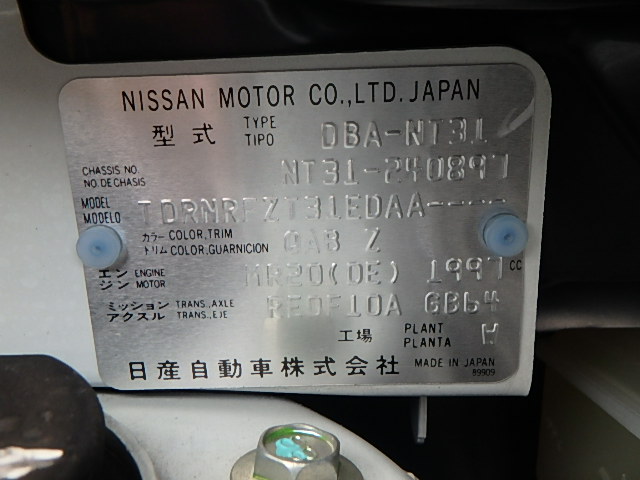 NISSAN MOTOR CO.,LTD. JAPAN
型式 TYPE TIPO DBA-NT31
CHASSIS NO. NO. DE CHASIS NT31-240897
MODEL MODELO TDRNRFZT31EDAA----
カラー COLOR,TRIM トリム COLOR,GUARNICION QAB Z
エンジン ENGINE MOTOR MR20(DE) 1997 CC
ミッション TRANS.,AXLE アクスル TRANS.,EJE REOF10A GB64
工場 PLANT PLANTA W
日産自動車株式会社 MADE IN JAPAN
89909